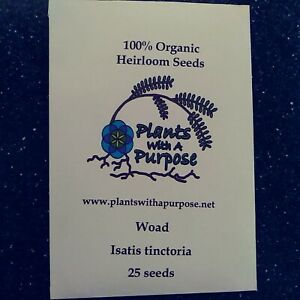 100% Organic
Heirloom Seeds
Plants
With A
Purpose
www.plantswithapurpose.net
Woad
Isatis tinctoria
25 seeds